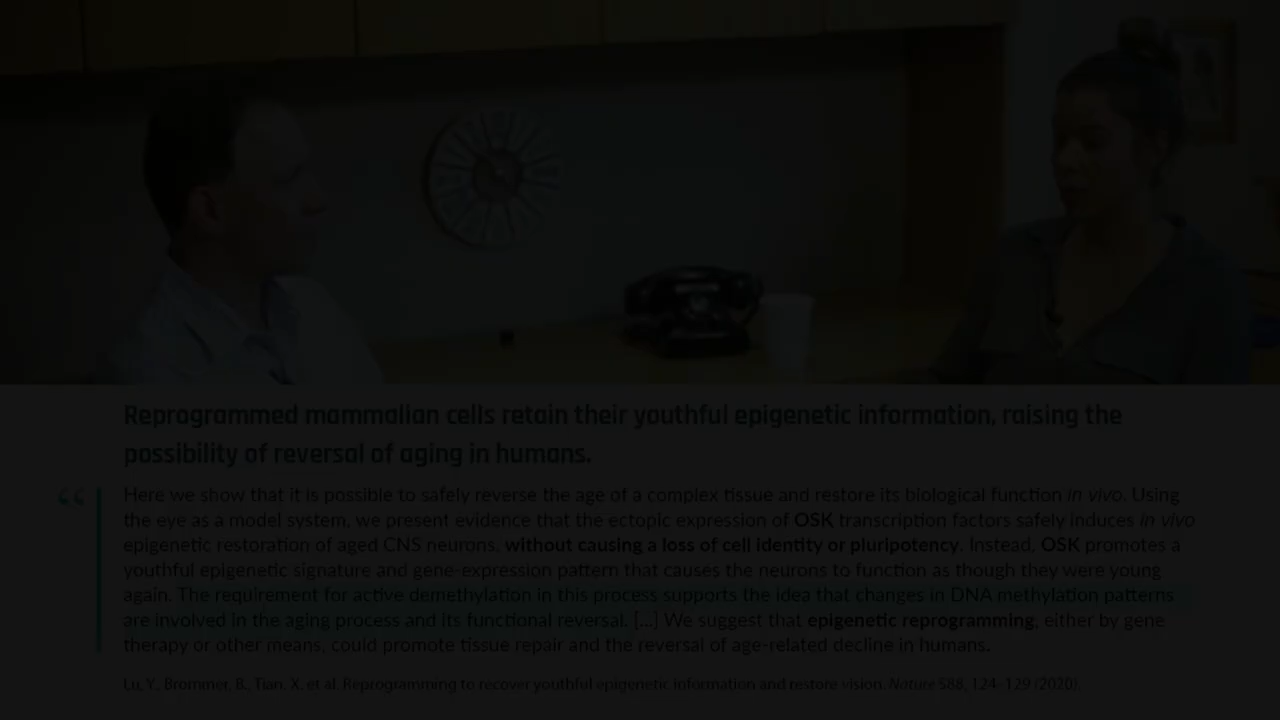 Reprogrammed mammalian cells retain their youthful epigenetic information, raising the
possibility of reversal of aging in humans.
“
Here we show that it is possible to safely reverse the age of a complex tissue and restore its biological function in vivo. Using
the eye as a model system, we present evidence that the ectopic expression of OSK transcription factors safely induces in vivo
epigenetic restoration of aged CNS neurons, without causing a loss of cell identity or pluripotency. Instead, OSK promotes a
youthful epigenetic signature and gene-expression pattern that causes the neurons to function as though they were young
again. The requirement for active demethylation in this process supports the idea that changes in DNA methylation patterns
are involved in the aging process and its functional reversal. [...] We suggest that epigenetic reprogramming, either by gene
therapy or other means, could promote tissue repair and the reversal of age-related decline in humans.
Lu, Y., Brommer, B., Tian, X. et al. Reprogramming to recover youthful epigenetic information and restore vision. Nature 588, 124–129 (2020).